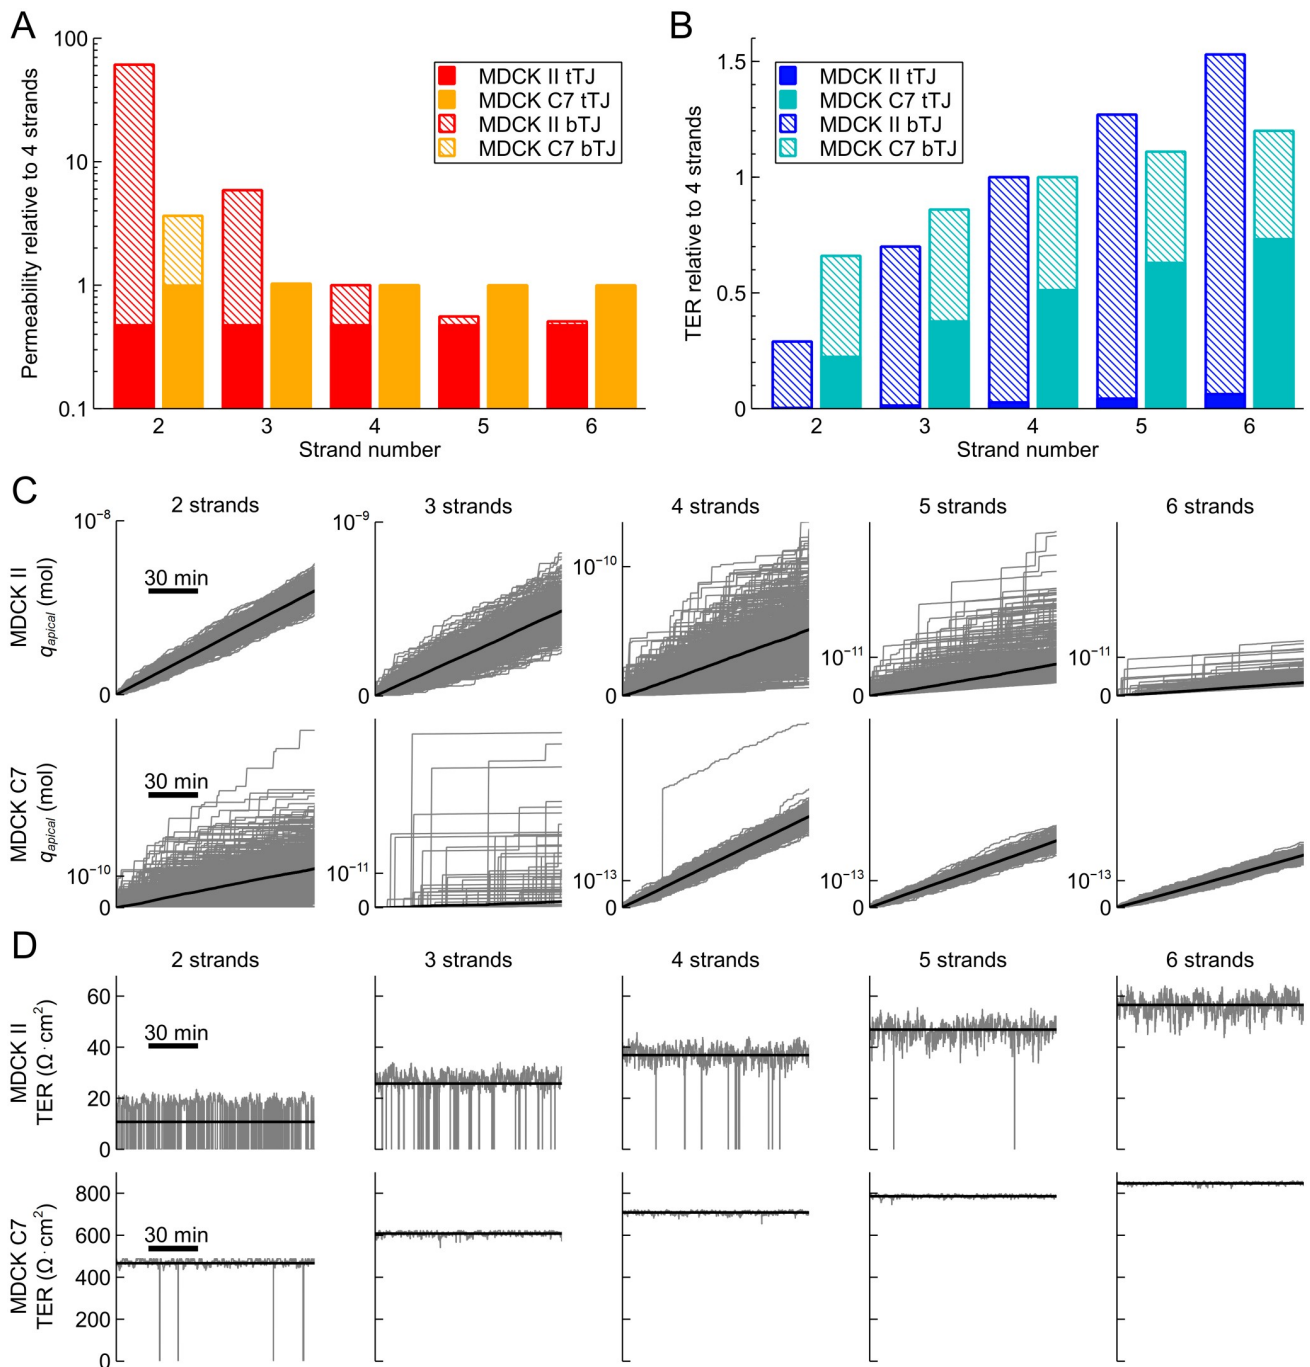 A
Permeability relative to 4 strands
100
10
1
0.1
MDCK II tTJ
MDCK C7 tTJ
MDCK II bTJ
MDCK C7 bTJ
2 3 4 5 6
Strand number
B
TER relative to 4 strands
1.5
1
0.5
0
MDCK II tTJ
MDCK C7 tTJ
MDCK II bTJ
MDCK C7 bTJ
2 3 4 5 6
Strand number
C
2 strands 3 strands 4 strands 5 strands 6 strands
MDCK II
q_apical (mol)
10⁻⁸
30 min
0
10⁻⁹
0
10⁻¹⁰
0
10⁻¹¹
0
10⁻¹¹
0
MDCK C7
q_apical (mol)
30 min
10⁻¹⁰
0
10⁻¹¹
0
10⁻¹³
0
10⁻¹³
0
10⁻¹³
0
D
2 strands 3 strands 4 strands 5 strands 6 strands
MDCK II
TER (Ω·cm²)
60
40
20
0
30 min
MDCK C7
TER (Ω·cm²)
800
600
400
200
0
30 min